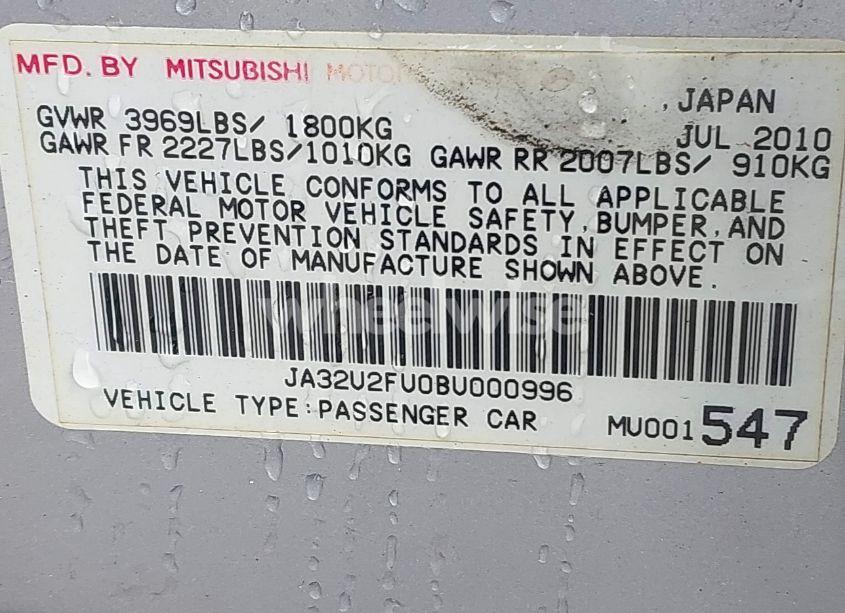 MFD. BY MITSUBISHI MOTOR
, JAPAN
GVWR 3969LBS/ 1800KG JUL 2010
GAWR FR 2227LBS/1010KG GAWR RR 2007LBS/ 910KG
THIS VEHICLE CONFORMS TO ALL APPLICABLE
FEDERAL MOTOR VEHICLE SAFETY, BUMPER, AND
THEFT PREVENTION STANDARDS IN EFFECT ON
THE DATE OF MANUFACTURE SHOWN ABOVE.
wheelwise
JA32U2FU0BU000996
VEHICLE TYPE:PASSENGER CAR MU001547